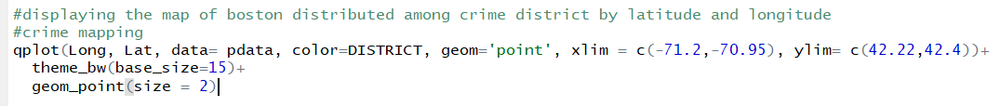 #displaying the map of boston distributed among crime district by latitude and longitude
#crime mapping
qplot(Long, Lat, data= pdata, color=DISTRICT, geom='point', xlim = c(-71.2,-70.95), ylim= c(42.22,42.4))+
  theme_bw(base_size=15)+
  geom_point(size = 2)